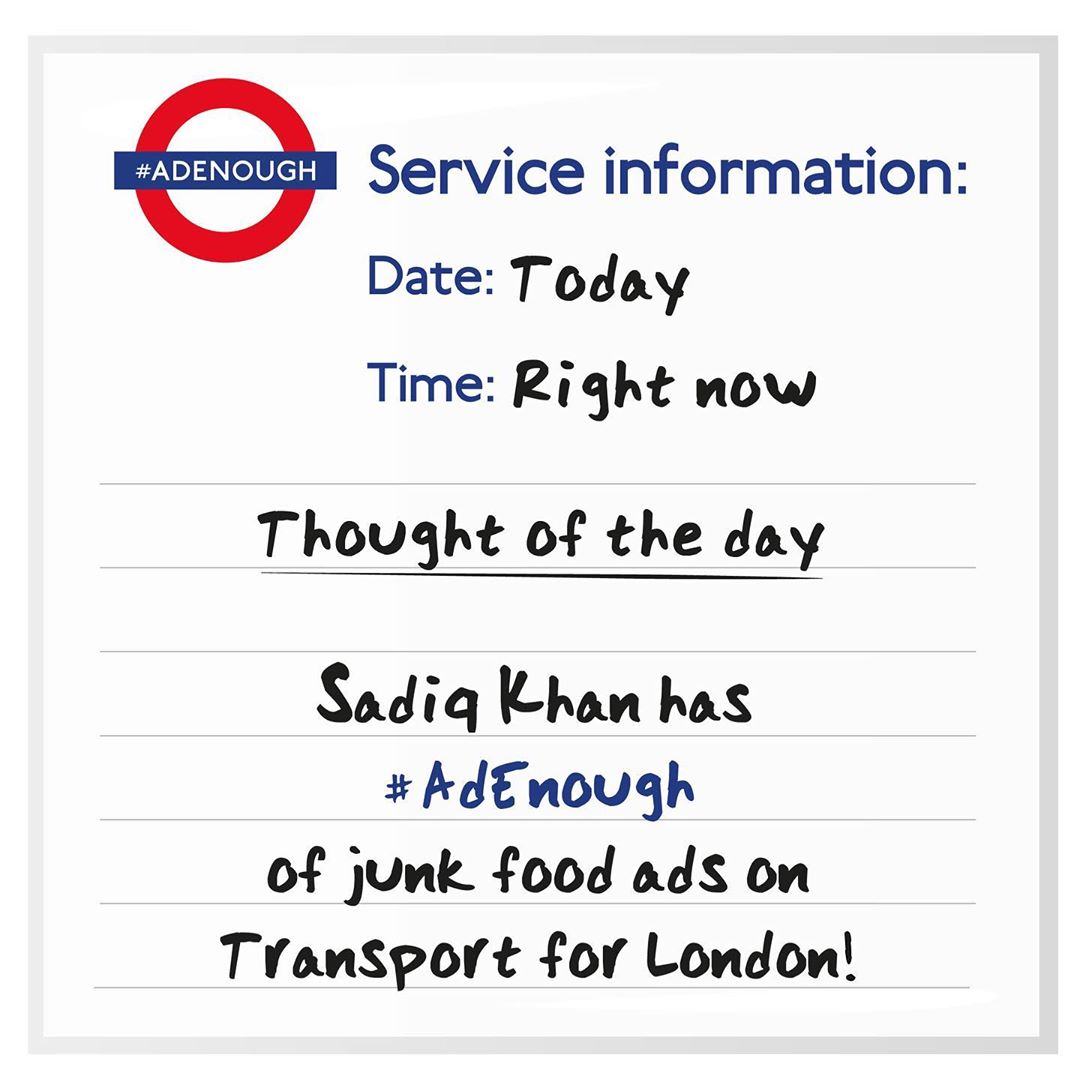 #ADENOUGH
Service information:
Date: Today
Time: Right now
Thought of the day
Sadiq Khan has
#AdEnough
of junk food ads on
Transport for London!